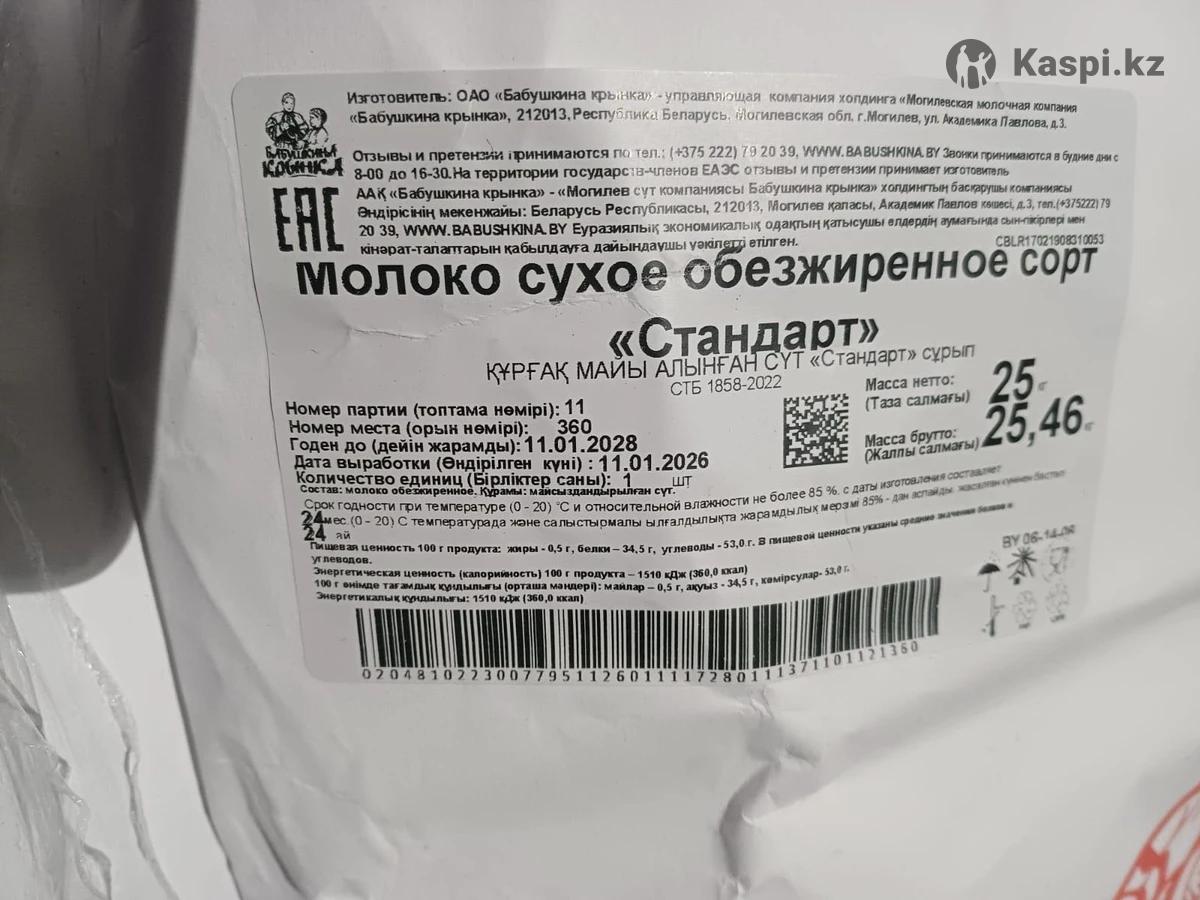 Kaspi.kz
Изготовитель: ОАО «Бабушкина крынка» - управляющая компания холдинга «Могилевская молочная компания
«Бабушкина крынка», 212013, Республика Беларусь, Могилевская обл. г.Могилев, ул. Академика Павлова, д.3.
БАБУШКИНА
КРЫНКА
Отзывы и претензии принимаются по тел.: (+375 222) 79 20 39, WWW.BABUSHKINA.BY Звонки принимаются в будние дни с
8-00 до 16-30. На территории государств-членов ЕАЭС отзывы и претензии принимает изготовитель
EAC
ААҚ «Бабушкина крынка» - «Могилев сүт компаниясы Бабушкина крынка» холдингтың басқарушы компаниясы
Өндірісінің мекенжайы: Беларусь Республикасы, 212013, Могилев қаласы, Академик Павлов көшесі, д.3, тел.(+375222) 79
20 39, WWW.BABUSHKINA.BY Еуразиялық экономикалық одақтың қатысушы елдердің аумағында сын-пікірлері мен
кінәрат-талаптарын қабылдауға дайындаушы уәкілетті етілген.
CBLR17021908310053
Молоко сухое обезжиренное сорт
«Стандарт»
ҚҰРҒАҚ МАЙЫ АЛЫНҒАН СҮТ «Стандарт» сұрып
СТБ 1858-2022
Номер партии (топтама нөмірі): 11
Номер места (орын нөмірі): 360
Годен до (дейін жарамды): 11.01.2028
Дата выработки (Өндірілген күні) : 11.01.2026
Количество единиц (Бірліктер саны): 1 шт
Масса нетто: 25 кг
(Таза салмағы)
Масса брутто: 25,46 кг
(Жалпы салмағы)
Состав: молоко обезжиренное. Құрамы: майсыздандырылған сүт.
Срок годности при температуре (0 - 20) °С и относительной влажности не более 85 %, с даты изготовления составляет
24 мес. (0 - 20) С температурада және салыстырмалы ылғалдылықта жарамдылық мерзімі 85% - дан аспайды, жасалған күннен бастап
24 ай
Пищевая ценность 100 г продукта: жиры - 0,5 г, белки – 34,5 г, углеводы - 53,0 г. В пищевой ценности указаны средние значения белков и
углеводов.
Энергетическая ценность (калорийность) 100 г продукта – 1510 кДж (360,0 ккал)
100 г өнімде тағамдық құндылығы (орташа мәндері): майлар – 0,5 г, ақуыз - 34,5 г, көмірсулар- 53,0 г.
Энергетикалық құндылығы: 1510 кДж (360,0 ккал)
BY 06-14-08